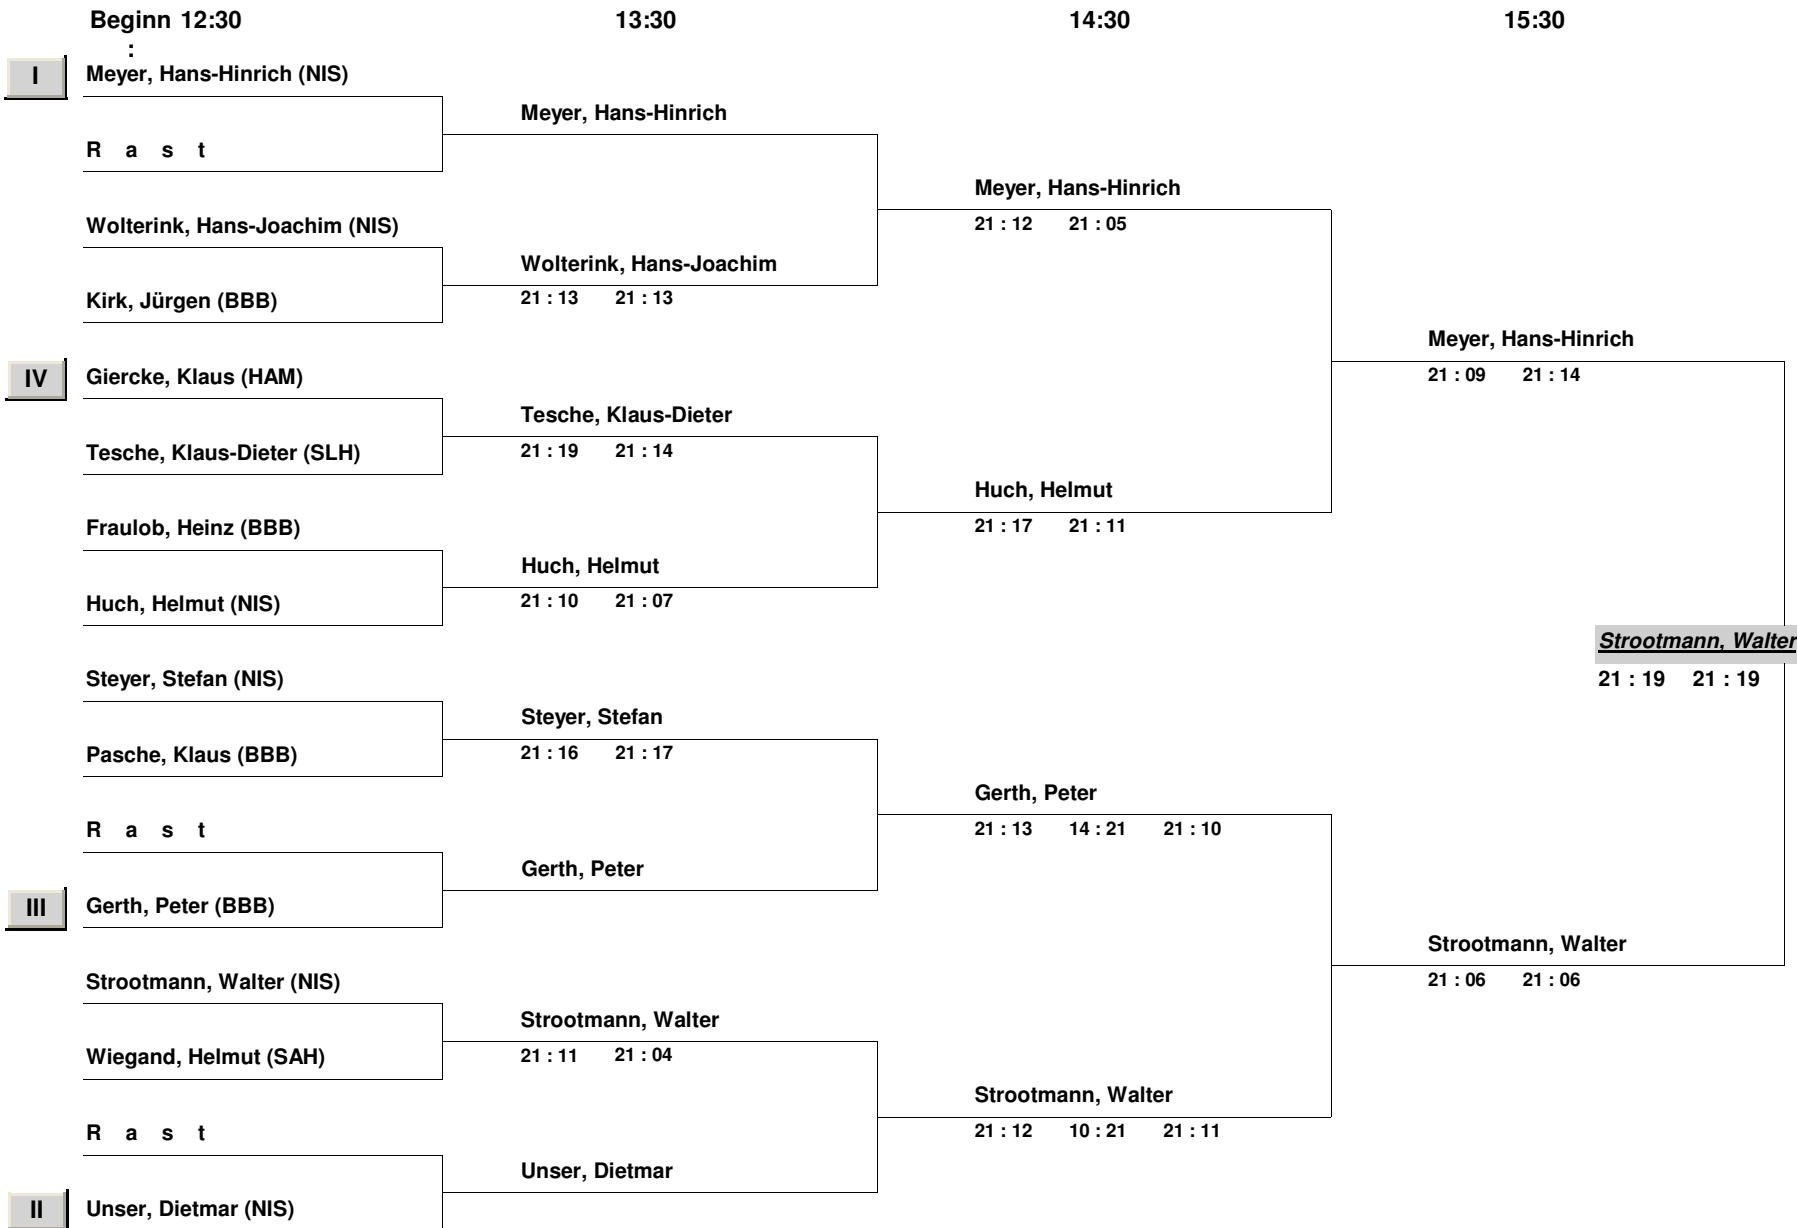 Beginn 12:30 13:30 14:30 15:30
:
I Meyer, Hans-Hinrich (NIS)
Meyer, Hans-Hinrich
R a s t
Meyer, Hans-Hinrich
Wolterink, Hans-Joachim (NIS)
21 : 12 21 : 05
Wolterink, Hans-Joachim
Kirk, Jürgen (BBB)
21 : 13 21 : 13
Meyer, Hans-Hinrich
IV Giercke, Klaus (HAM)
21 : 09 21 : 14
Tesche, Klaus-Dieter
Tesche, Klaus-Dieter (SLH)
21 : 19 21 : 14
Huch, Helmut
Fraulob, Heinz (BBB)
21 : 17 21 : 11
Huch, Helmut
Huch, Helmut (NIS)
21 : 10 21 : 07
Strootmann, Walter
Steyer, Stefan (NIS)
21 : 19 21 : 19
Steyer, Stefan
Pasche, Klaus (BBB)
21 : 16 21 : 17
Gerth, Peter
R a s t
21 : 13 14 : 21 21 : 10
Gerth, Peter
III Gerth, Peter (BBB)
Strootmann, Walter
Strootmann, Walter (NIS)
21 : 06 21 : 06
Strootmann, Walter
Wiegand, Helmut (SAH)
21 : 11 21 : 04
Strootmann, Walter
R a s t
21 : 12 10 : 21 21 : 11
Unser, Dietmar
II Unser, Dietmar (NIS)